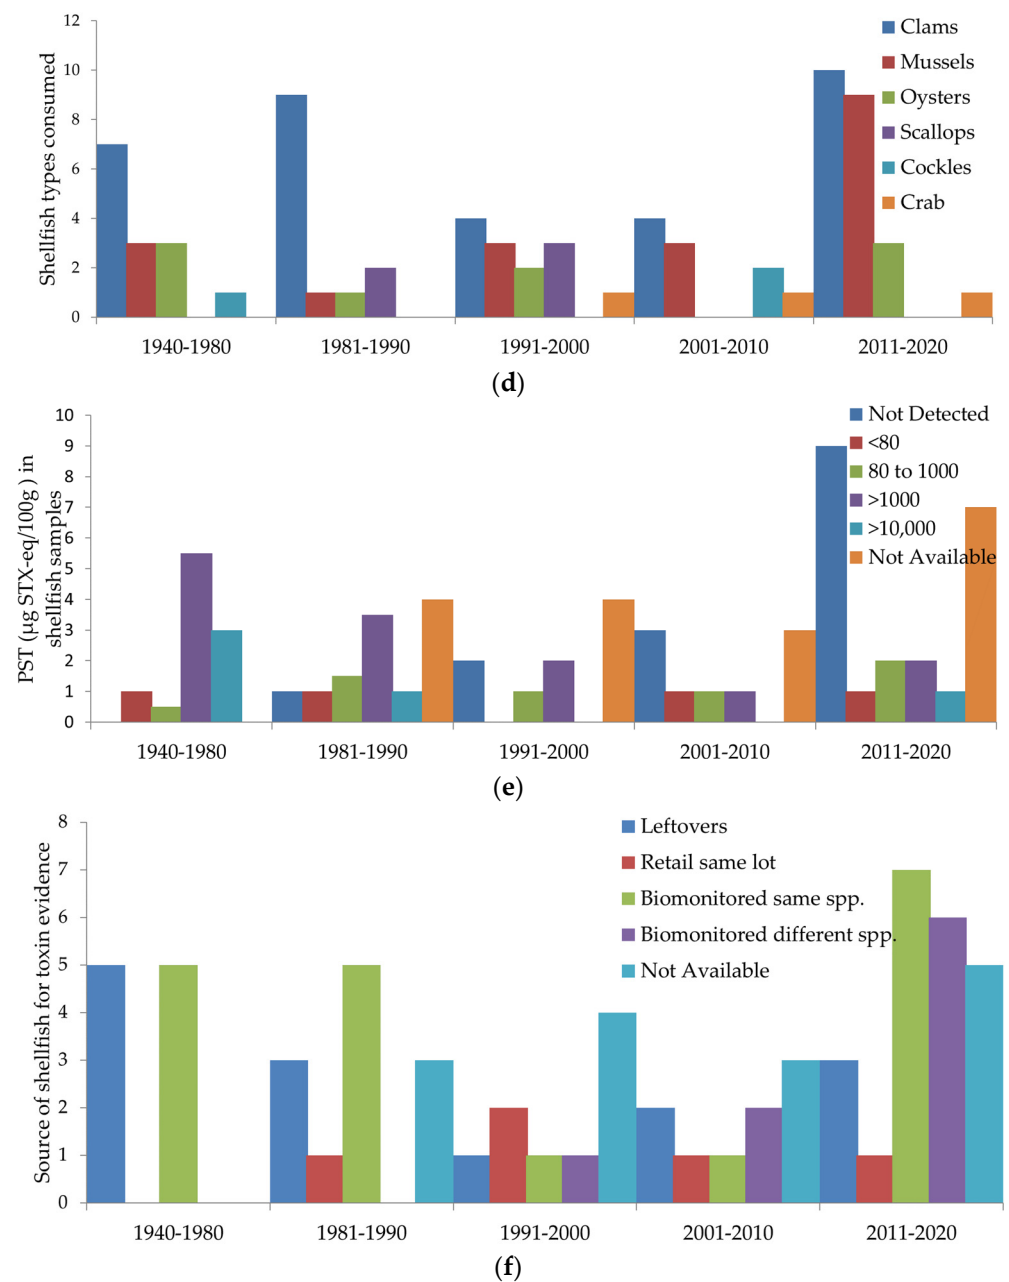 12
10
8
6
4
2
0
Shellfish types consumed
Clams
Mussels
Oysters
Scallops
Cockles
Crab
1940-1980 1981-1990 1991-2000 2001-2010 2011-2020
(d)
10
9
8
7
6
5
4
3
2
1
0
PST (µg STX-eq/100g ) in
shellfish samples
Not Detected
<80
80 to 1000
>1000
>10,000
Not Available
1940-1980 1981-1990 1991-2000 2001-2010 2011-2020
(e)
8
7
6
5
4
3
2
1
0
Source of shellfish for toxin evidence
Leftovers
Retail same lot
Biomonitored same spp.
Biomonitored different spp.
Not Available
1940-1980 1981-1990 1991-2000 2001-2010 2011-2020
(f)